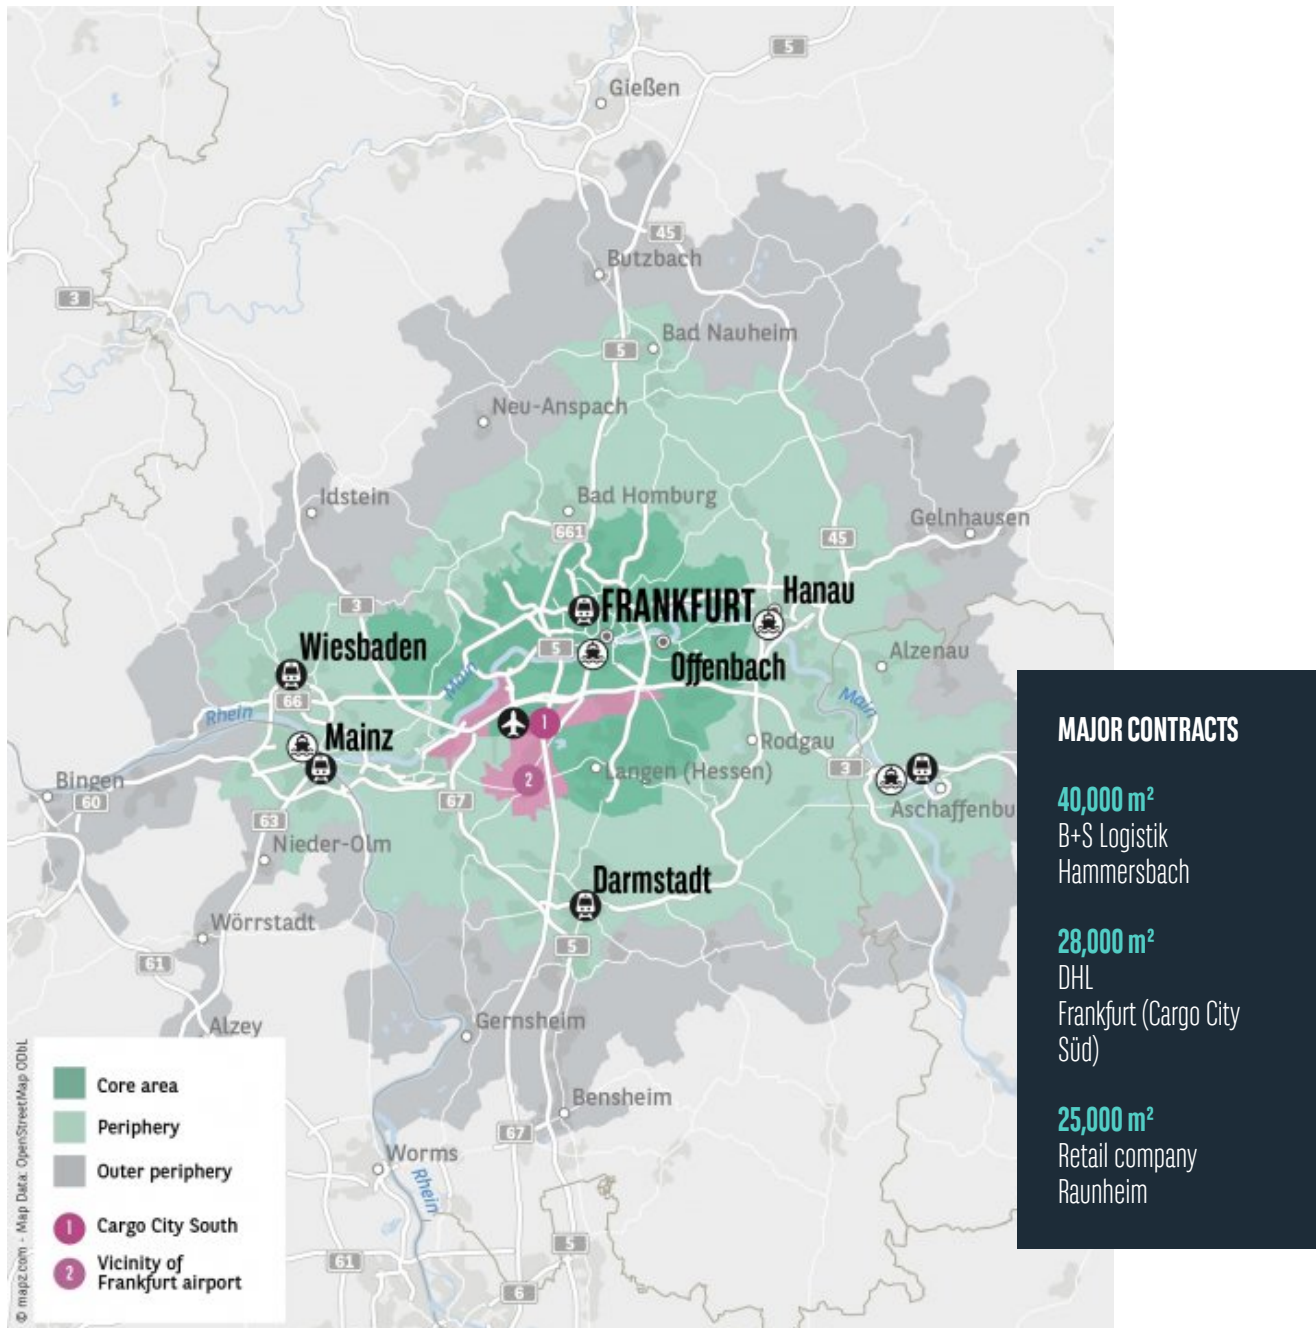 5
Gießen
45
Butzbach
3
Bad Nauheim
5
Neu-Anspach
Idstein
Bad Homburg
Gelnhausen
661
45
3
FRANKFURT
Hanau
Wiesbaden
5
Offenbach
Alzenau
Main
66
Rhein
Main
Mainz
1
Rodgau
Bingen
2
Langen (Hessen)
3
60
67
Aschaffenbu
63
Nieder-Olm
Darmstadt
Wörrstadt
5
61
Alzey
Gernsheim
Bensheim
67
Worms
Rhein
5
61
6
Core area
Periphery
Outer periphery
1 Cargo City South
2 Vicinity of
Frankfurt airport
© mapz.com - Map Data: OpenStreetMap ODbL
MAJOR CONTRACTS
40,000 m²
B+S Logistik
Hammersbach
28,000 m²
DHL
Frankfurt (Cargo City
Süd)
25,000 m²
Retail company
Raunheim